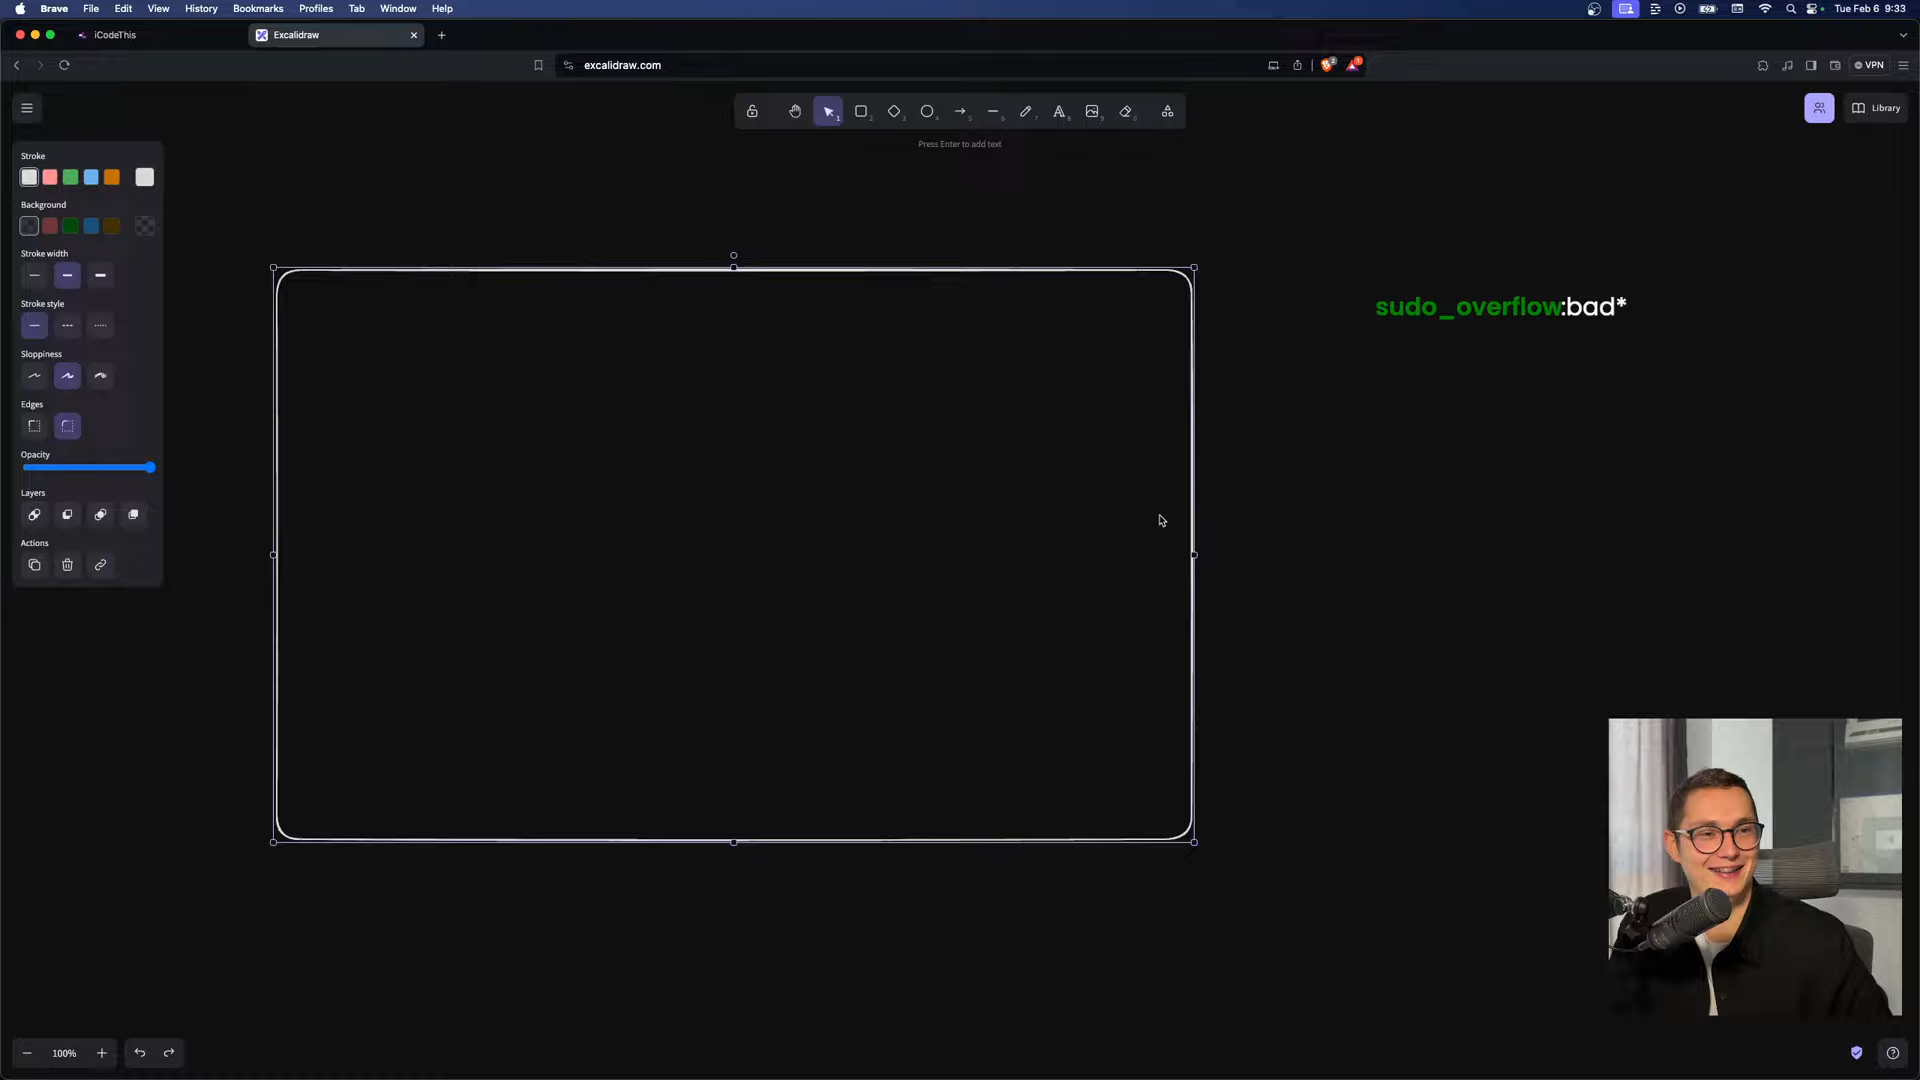 Brave File Edit View History Bookmarks Profiles Tab Window Help
Tue Feb 6 9:33
iCodeThis
Excalidraw
excalidraw.com
VPN
Library
Press Enter to add text
Stroke
Background
Stroke width
Stroke style
Sloppiness
Edges
Opacity
Layers
Actions
sudo_overflow:bad*
100%